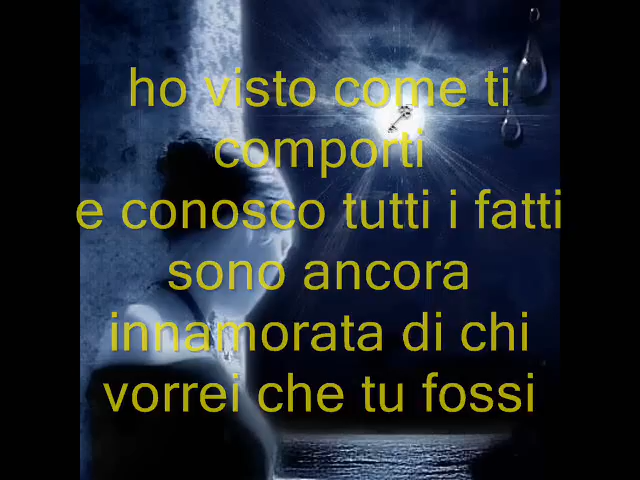 ho visto come ti
comporti
e conosco tutti i fatti
sono ancora
innamorata di chi
vorrei che tu fossi